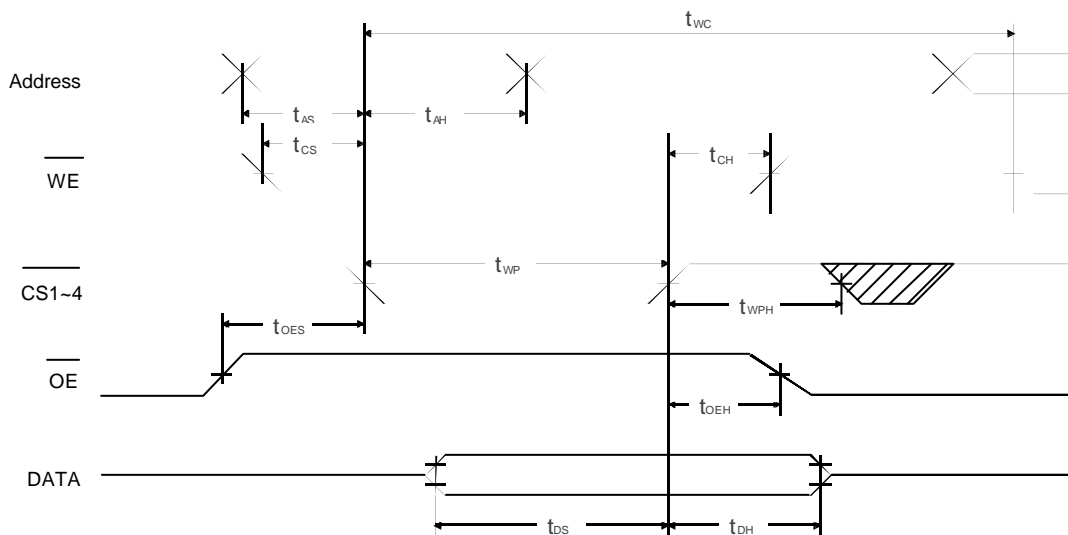 tWC
Address
tAS
tAH
tCS
tCH
WE
tWP
CS1~4
tWPH
tOES
OE
tOEH
DATA
tDS
tDH